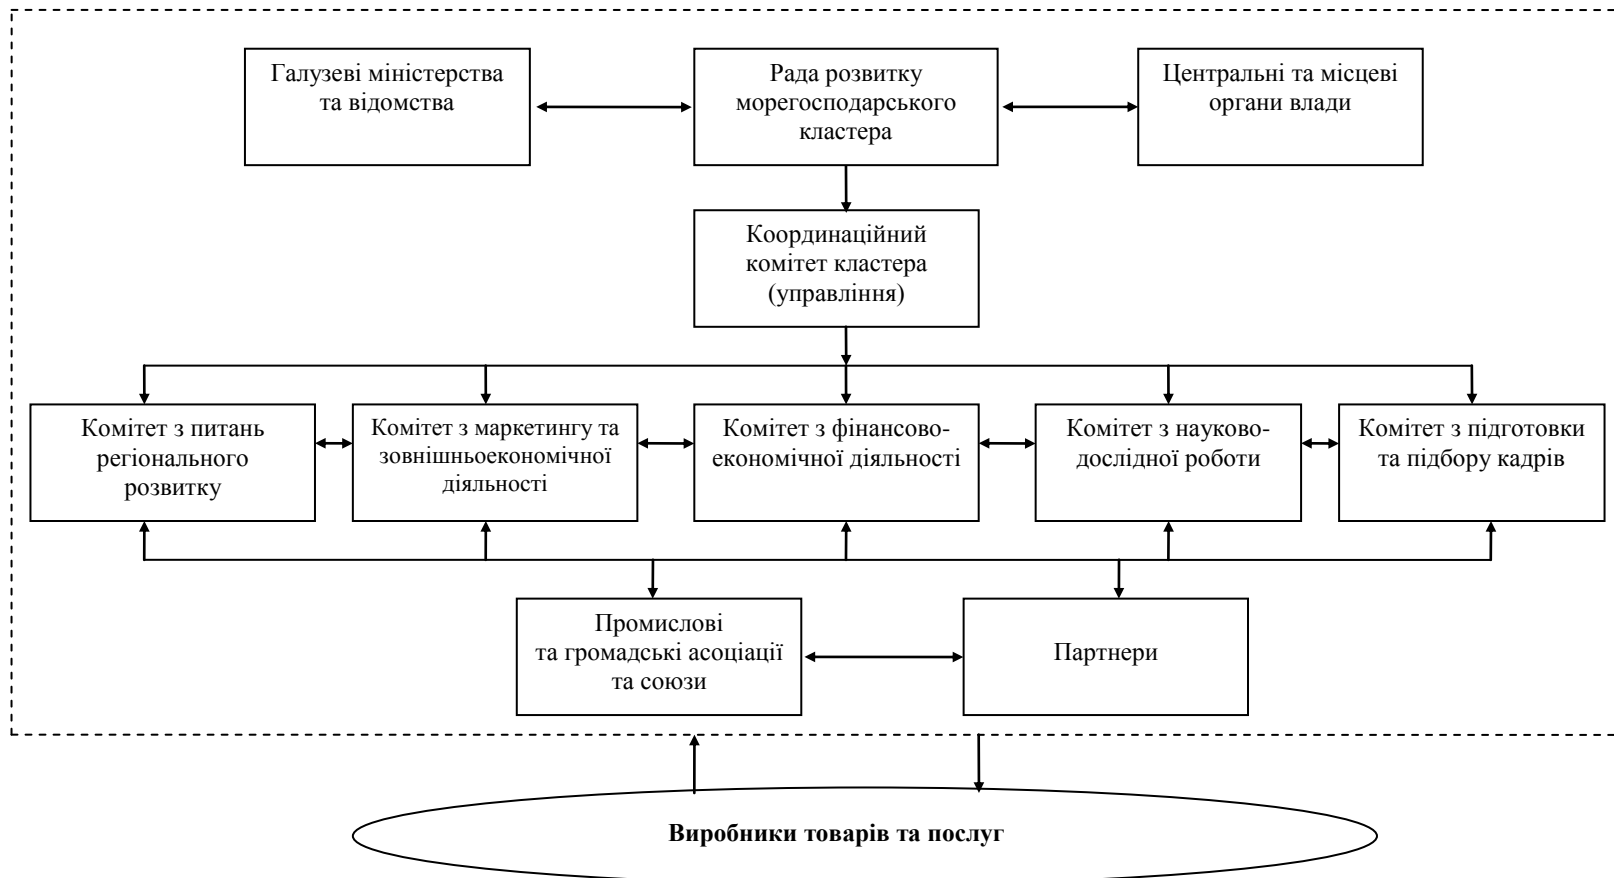 Галузеві міністерства
та відомства
Рада розвитку
морегосподарського
кластера
Центральні та місцеві
органи влади
Координаційний
комітет кластера
(управління)
Комітет з питань
регіонального
розвитку
Комітет з маркетингу та
зовнішньоекономічної
діяльності
Комітет з фінансово-
економічної діяльності
Комітет з науково-
дослідної роботи
Комітет з підготовки
та підбору кадрів
Промислові
та громадські асоціації
та союзи
Партнери
Виробники товарів та послуг